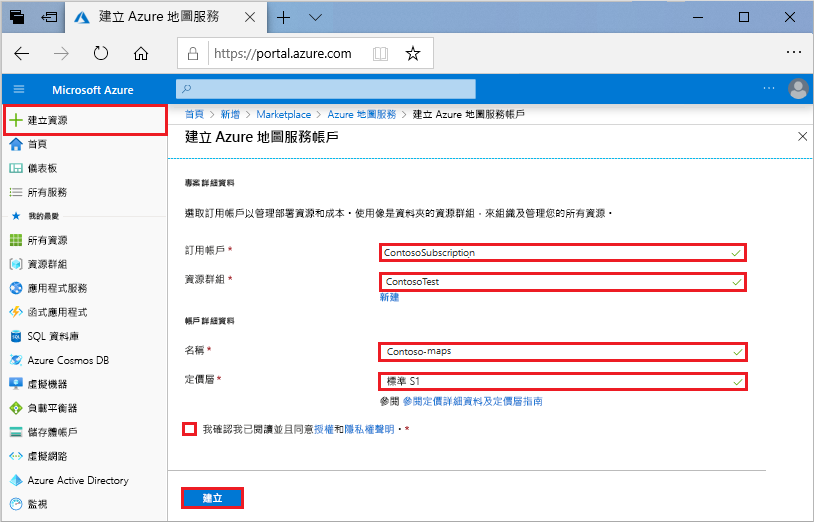 建立 Azure 地圖服務
https://portal.azure.com
Microsoft Azure
建立資源
首頁
儀表板
所有服務
我的最愛
所有資源
資源群組
應用程式服務
函式應用程式
SQL 資料庫
Azure Cosmos DB
虛擬機器
負載平衡器
儲存體帳戶
虛擬網路
Azure Active Directory
監視
首頁 > 新增 > Marketplace > Azure 地圖服務 > 建立 Azure 地圖服務帳戶
建立 Azure 地圖服務帳戶
專案詳細資料
選取訂用帳戶以管理部署資源和成本。使用像是資料夾的資源群組，來組織及管理您的所有資源。
訂用帳戶 *
ContosoSubscription
資源群組 *
ContosoTest
新建
帳戶詳細資料
名稱 *
Contoso-maps
定價層 *
標準 S1
參閱 參閱定價詳細資料及定價層指南
我確認我已閱讀並且同意授權和隱私權聲明。*
建立